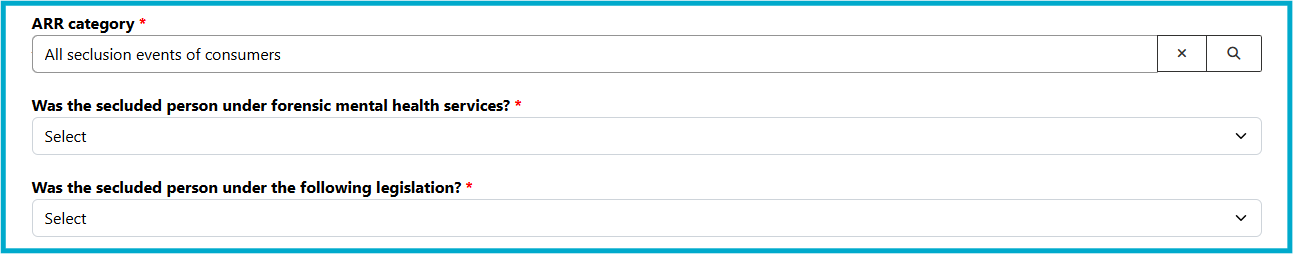 ARR category *
All seclusion events of consumers
Was the secluded person under forensic mental health services? *
Select
Was the secluded person under the following legislation? *
Select